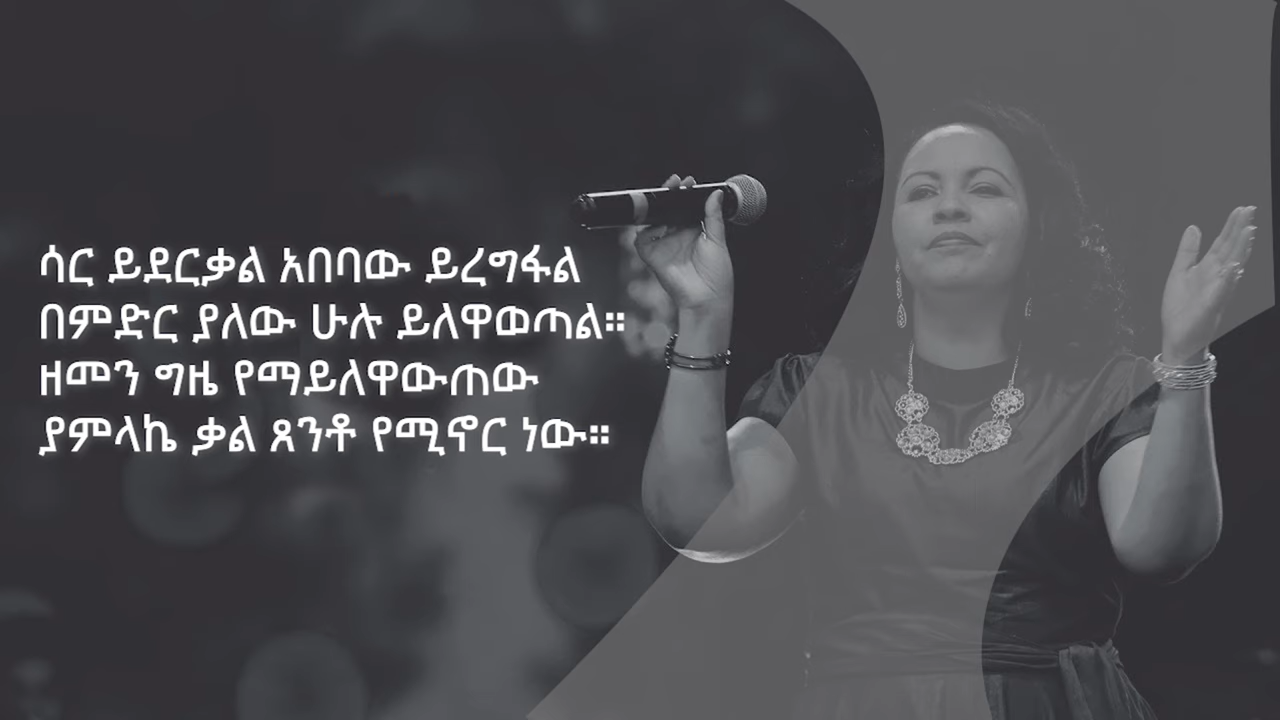 ሳር ይደርቃል አበባው ይረግፋል
በምድር ያለው ሁሉ ይለዋወጣል።
ዘመን ግዜ የማይለዋውጠው
ያምላኬ ቃል ጸንቶ የሚኖር ነው።